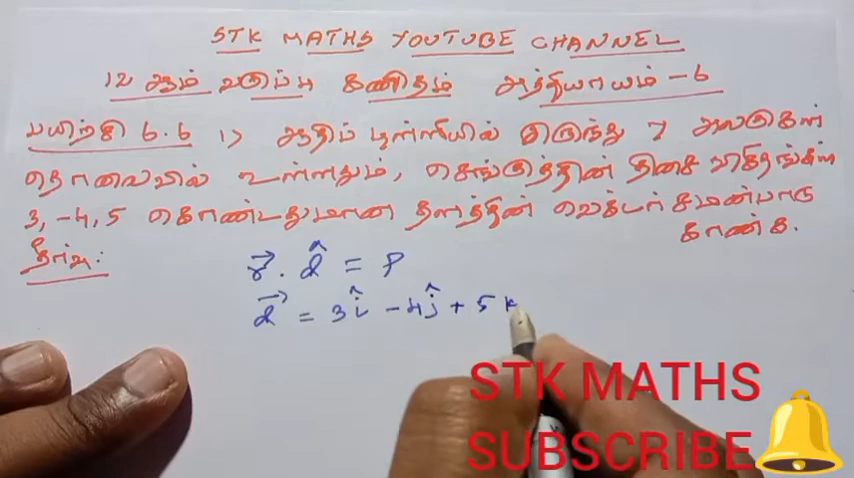 STK MATHS YOUTUBE CHANNEL
12 ஆம் வகுப்பு கணிதம் அத்தியாயம் - 6
பயிற்சி 6.6 1) ஆதிப் புள்ளியில் இருந்து 7 அலகுகள்
தொலைவில் உள்ளதும், செங்குத்தின் திசை விகிதங்கள்
3, -4, 5 கொண்டதுமான தளத்தின் வெக்டர் சமன்பாடு
காண்க.
தீர்வு:
r⃗ . d̂ = p
d⃗ = 3î - 4ĵ + 5k
STK MATHS
SUBSCRIBE